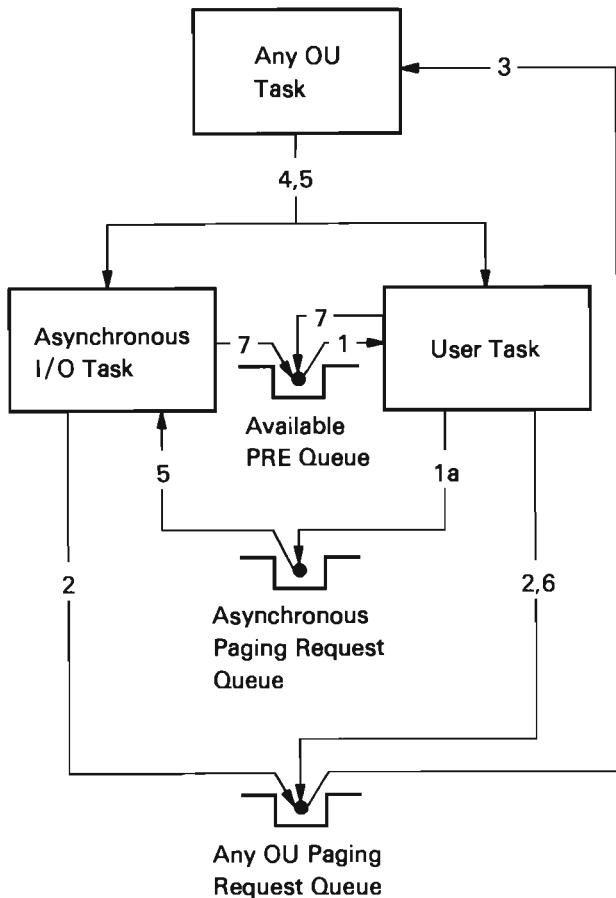 Any OU
Task
3
4,5
Asynchronous
I/O Task
7
7
1
User Task
Available
PRE Queue
5
1a
2
2,6
Asynchronous
Paging Request
Queue
Any OU Paging
Request Queue